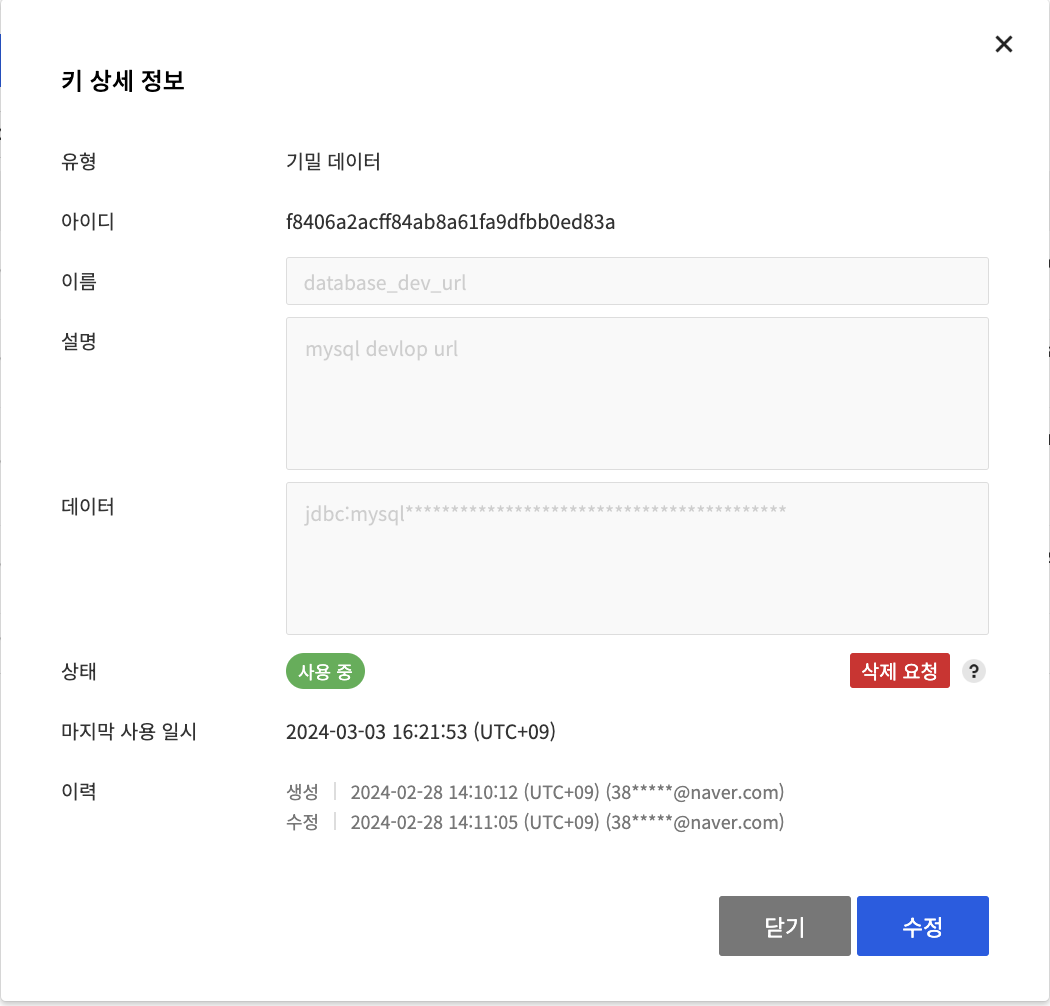 키 상세 정보
유형 기밀 데이터
아이디 f8406a2acff84ab8a61fa9dfbb0ed83a
이름 database_dev_url
설명 mysql devlop url
데이터 jdbc:mysql******************************************
상태 사용 중 삭제 요청 ?
마지막 사용 일시 2024-03-03 16:21:53 (UTC+09)
이력 생성 2024-02-28 14:10:12 (UTC+09) (38*****@naver.com)
수정 2024-02-28 14:11:05 (UTC+09) (38*****@naver.com)
닫기 수정